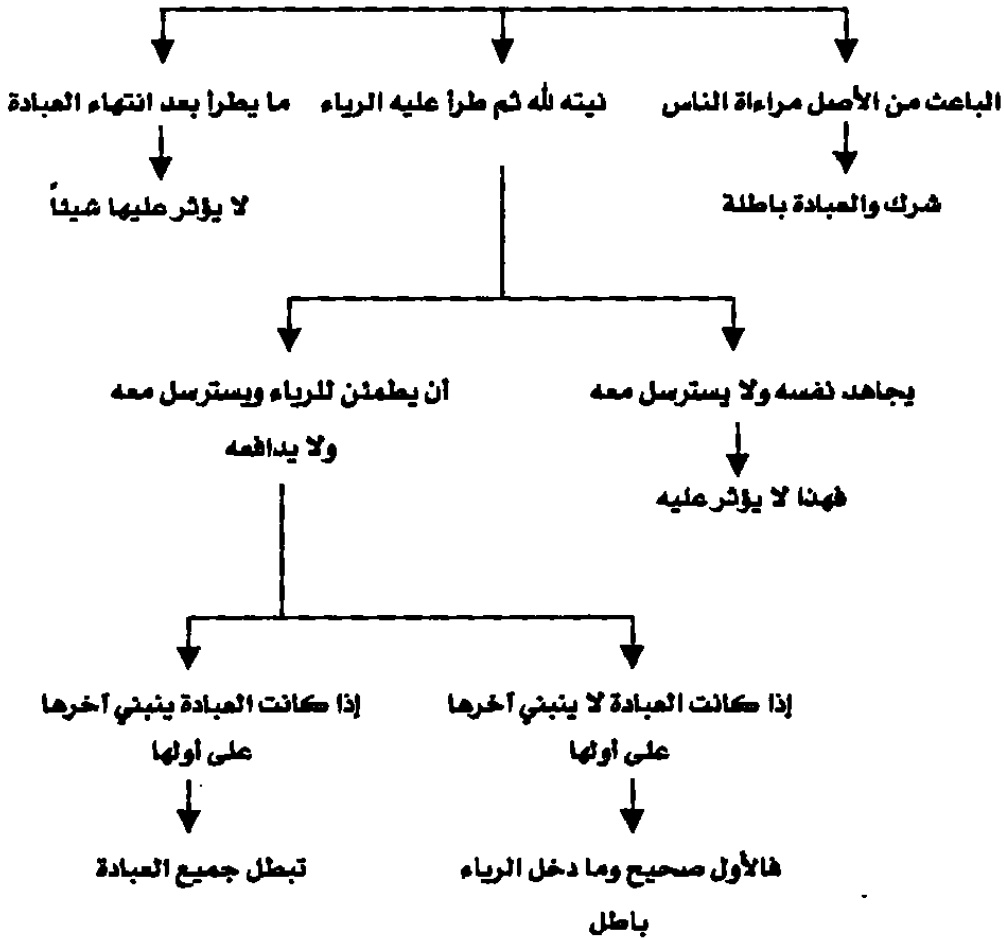 الباعث من الأصل مراءاة الناس
نيته لله ثم طرأ عليه الرياء
ما يطرأ بعد انتهاء العبادة
شرك والعبادة باطلة
لا يؤثر عليها شيئاً
يجاهد نفسه ولا يسترسل معه
أن يطمئن للرياء ويسترسل معه
ولا يدافعه
فهذا لا يؤثر عليه
إذا كانت العبادة لا ينبني آخرها
على أولها
إذا كانت العبادة ينبني آخرها
على أولها
فالأول صحيح وما دخل الرياء
باطل
تبطل جميع العبادة